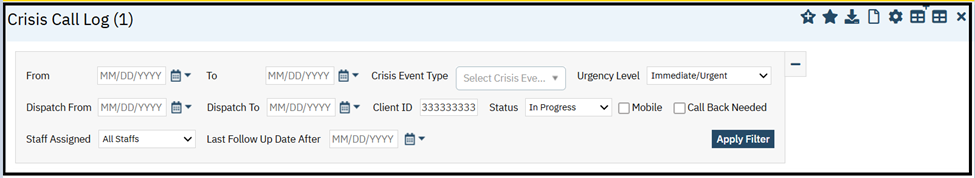 Crisis Call Log (1)
From MM/DD/YYYY To MM/DD/YYYY Crisis Event Type Select Crisis Eve... Urgency Level Immediate/Urgent
Dispatch From MM/DD/YYYY Dispatch To MM/DD/YYYY Client ID 333333333 Status In Progress Mobile Call Back Needed
Staff Assigned All Staffs Last Follow Up Date After MM/DD/YYYY Apply Filter